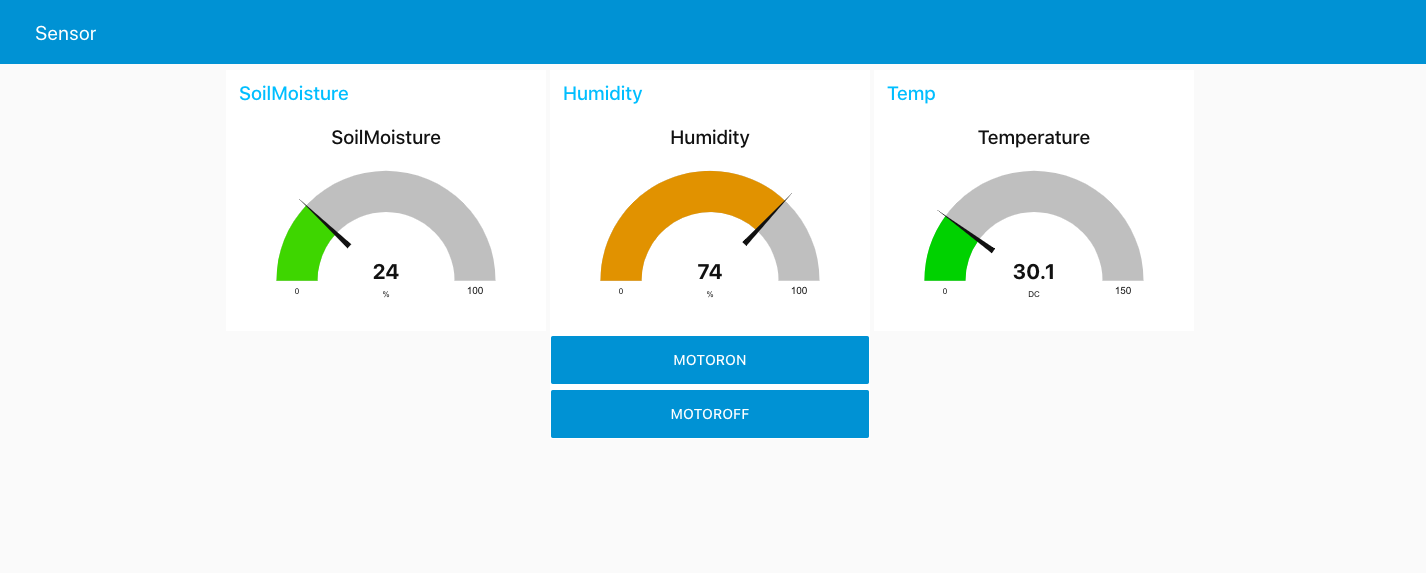 Sensor
SoilMoisture
SoilMoisture
24
0
%
100
Humidity
Humidity
74
0
%
100
MOTORON
MOTOROFF
Temp
Temperature
30.1
0
DC
150